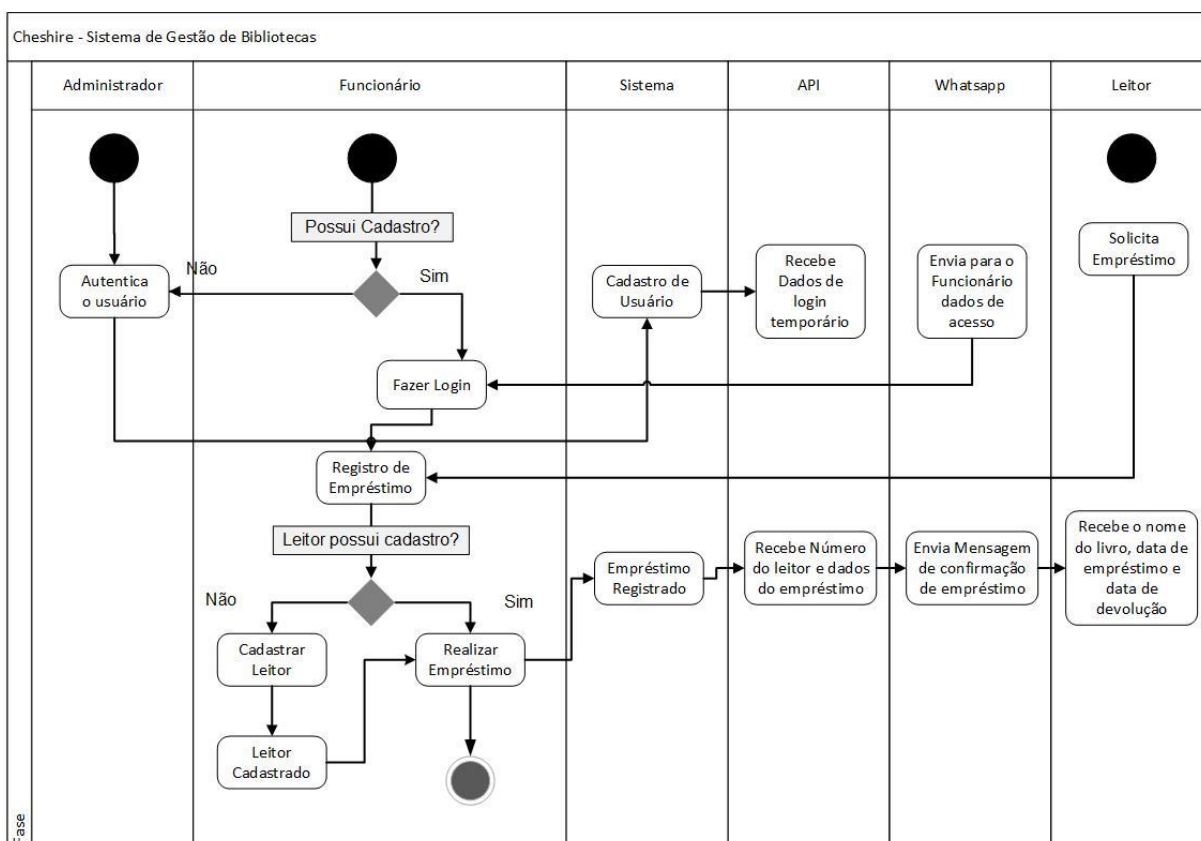 Cheshire - Sistema de Gestão de Bibliotecas
Fase
Administrador
Funcionário
Sistema
API
Whatsapp
Leitor
Possui Cadastro?
Não
Sim
Autentica
o usuário
Fazer Login
Cadastro de
Usuário
Recebe
Dados de
login
temporário
Envia para o
Funcionário
dados de
acesso
Solicita
Empréstimo
Registro de
Empréstimo
Leitor possui cadastro?
Não
Sim
Cadastrar
Leitor
Leitor
Cadastrado
Realizar
Empréstimo
Empréstimo
Registrado
Recebe Número
do leitor e dados
do empréstimo
Envia Mensagem
de confirmação
de empréstimo
Recebe o nome
do livro, data de
empréstimo e
data de
devolução